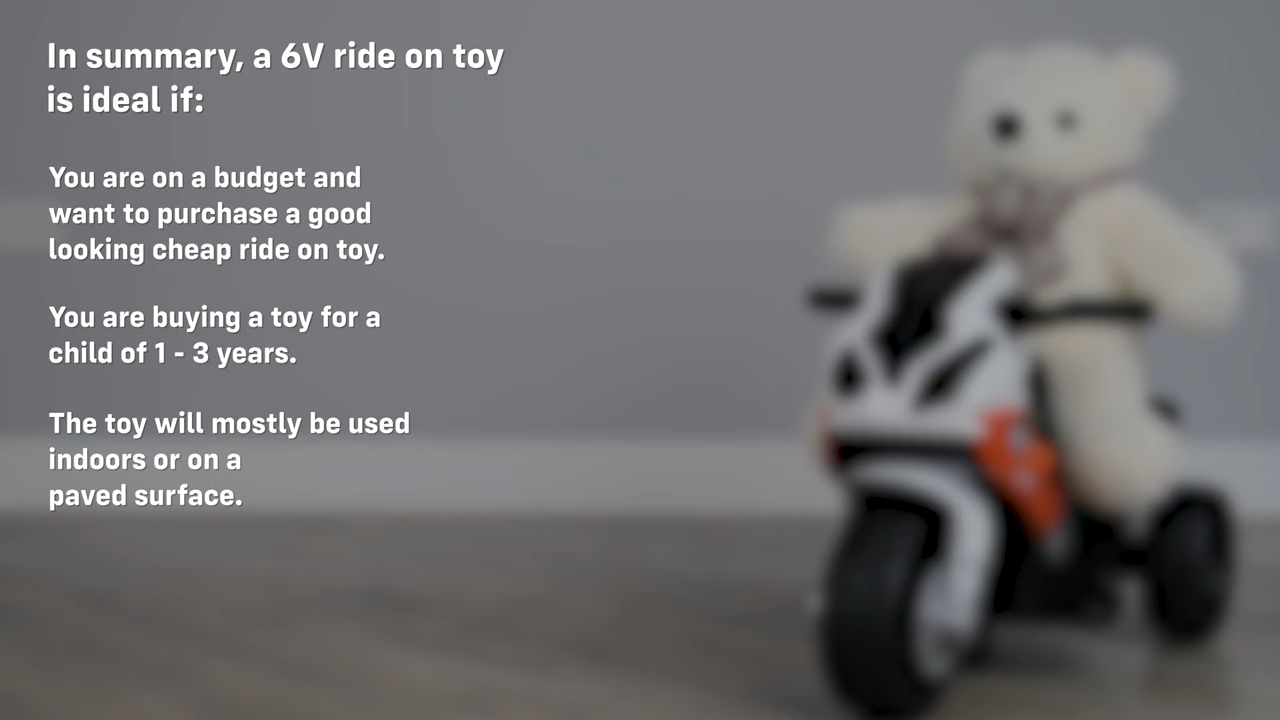 In summary, a 6V ride on toy
is ideal if:
You are on a budget and
want to purchase a good
looking cheap ride on toy.
You are buying a toy for a
child of 1 - 3 years.
The toy will mostly be used
indoors or on a
paved surface.